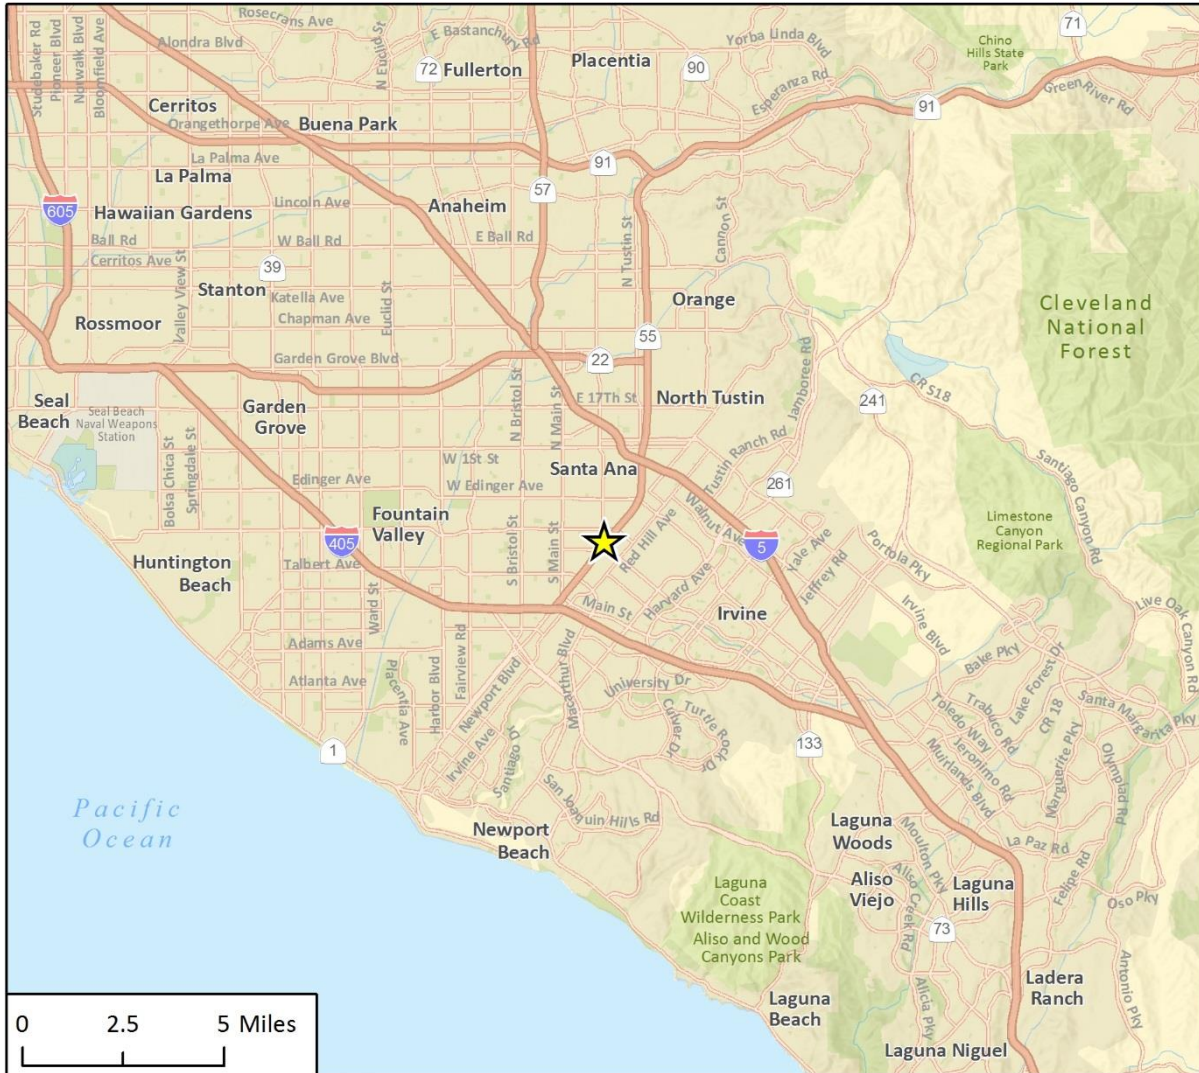 Rosecrans Ave
71
Studebaker Rd
Pioneer Blvd
Norwalk Blvd
Bloomfield Ave
Alondra Blvd
N Euclid St
E Bastanchury Rd
Yorba Linda Blvd
Chino
Hills State
Park
72
Fullerton
Placentia
90
Esperanza Rd
Green River Rd
91
Cerritos
Orangethorpe Ave
Buena Park
La Palma Ave
91
La Palma
57
605
Hawaiian Gardens
Lincoln Ave
Anaheim
Ball Rd
W Ball Rd
E Ball Rd
N Tustin St
Cannon St
Cerritos Ave
39
Valley View St
Stanton
Katella Ave
Euclid St
Orange
Cleveland
National
Forest
Rossmoor
Chapman Ave
55
Garden Grove Blvd
22
Jamboree Rd
CR S18
Seal
Beach
Seal Beach
Naval Weapons
Station
Garden
Grove
N Bristol St
N Main St
E 17Th St
North Tustin
241
Bolsa Chica St
Springdale St
W 1St St
Santa Ana
Tustin Ranch Rd
Santiago Canyon Rd
Edinger Ave
W Edinger Ave
261
Fountain
Valley
Walnut Ave
Limestone
Canyon
Regional Park
405
S Bristol St
S Main St
Red Hill Ave
5
Yale Ave
Portola Pky
Huntington
Beach
Talbert Ave
Jeffrey Rd
Ward St
Main St
Harvard Ave
Irvine
Irvine Blvd
Live Oak Canyon Rd
Adams Ave
Fairview Rd
Bake Pky
Lake Forest Dr
Atlanta Ave
Placentia Ave
Harbor Blvd
Newport Blvd
Macarthur Blvd
University Dr
Culver Dr
Turtle Rock Dr
Toledo Way
Trabuco Rd
CR 18
Santa Margarita Pky
1
Irvine Ave
Santiago Dr
133
Muirlands Blvd
Jeronimo Rd
Marguerite Pky
Olympiad Rd
San Joaquin Hills Rd
Pacific
Ocean
Newport
Beach
Laguna
Woods
Moulton Pky
La Paz Rd
Aliso
Viejo
Aliso Creek Rd
Laguna
Hills
Felipe Rd
Oso Pky
Laguna
Coast
Wilderness Park
Aliso and Wood
Canyons Park
73
Antonio Pky
Laguna
Beach
Alicia Pky
Ladera
Ranch
Laguna Niguel
0 2.5 5 Miles